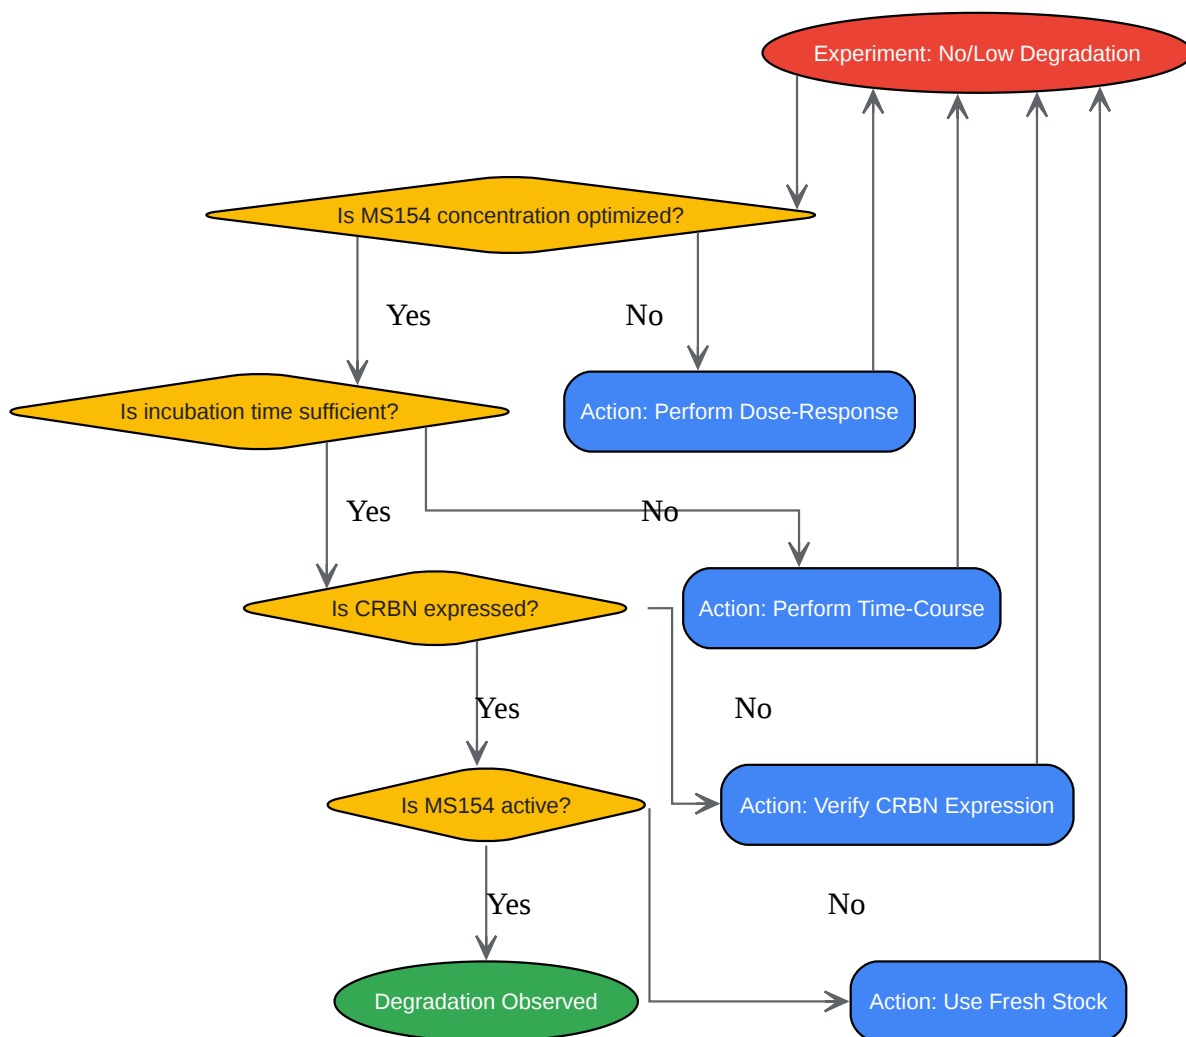 Experiment: No/Low Degradation
Is MS154 concentration optimized?
Yes
No
Is incubation time sufficient?
Action: Perform Dose-Response
Yes
No
Is CRBN expressed?
Action: Perform Time-Course
Yes
No
Is MS154 active?
Action: Verify CRBN Expression
Yes
No
Degradation Observed
Action: Use Fresh Stock